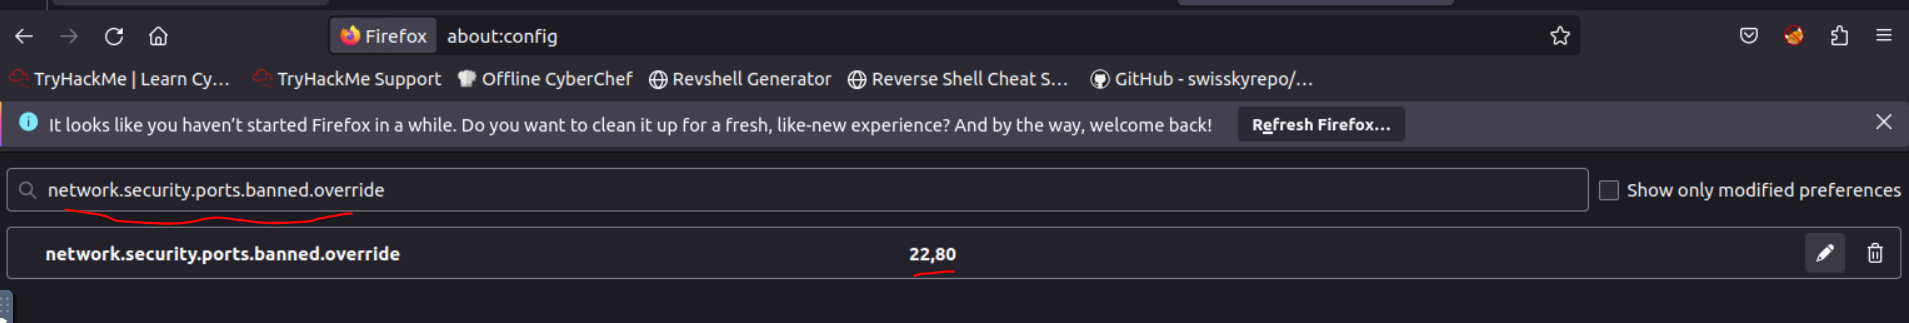 Firefox about:config
TryHackMe | Learn Cy... TryHackMe Support Offline CyberChef Revshell Generator Reverse Shell Cheat S... GitHub - swisskyrepo/...
It looks like you haven't started Firefox in a while. Do you want to clean it up for a fresh, like-new experience? And by the way, welcome back! Refresh Firefox...
network.security.ports.banned.override Show only modified preferences
network.security.ports.banned.override 22,80